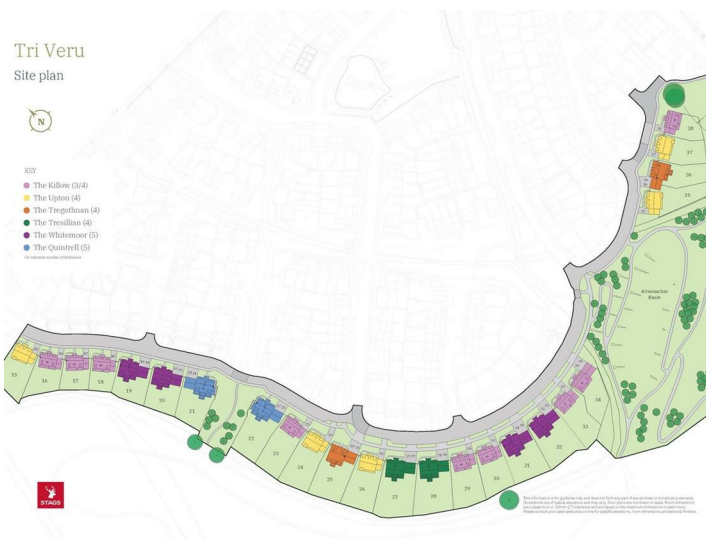 Tri Veru
Site plan
N
KEY
The Killow (3/4)
The Upton (4)
The Tregothnan (4)
The Tresillian (4)
The Whitemoor (5)
The Quintrell (5)
38
37
36
35
Attenuation
Basin
15
16
17
18
19
20
21
22
23
24
25
26
27
28
29
30
31
32
33
34
STAGS